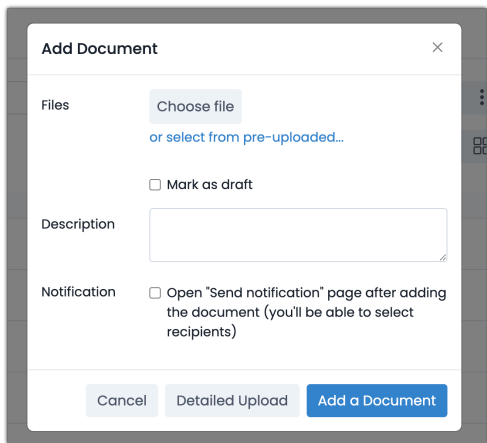 Add Document
Files
Choose file
or select from pre-uploaded...
Mark as draft
Description
Notification
Open "Send notification" page after adding
the document (you'll be able to select
recipients)
Cancel
Detailed Upload
Add a Document